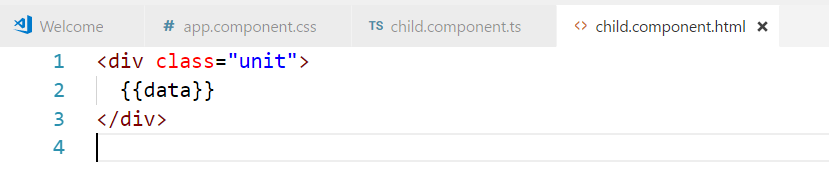 Welcome # app.component.css TS child.component.ts <> child.component.html ×
1 <div class="unit">
2 {{data}}
3 </div>
4